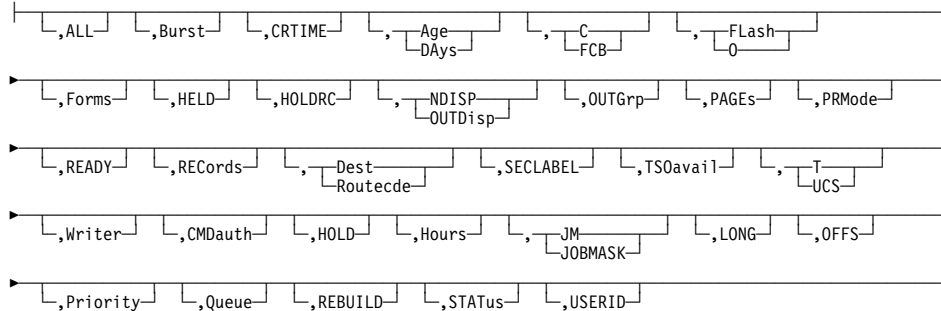 ,ALL ,Burst ,CRTIME , Age , C , FLash
DAys FCB O
,Forms ,HELD ,HOLDRC , NDISP ,OUTGrp ,PAGEs ,PRMode
OUTDisp
,READY ,RECords , Dest ,SECLABEL ,TSOavail , T
Routecde UCS
,Writer ,CMDauth ,HOLD ,Hours , JM ,LONG ,OFFS
JOBMASK
,Priority ,Queue ,REBUILD ,STATus ,USERID